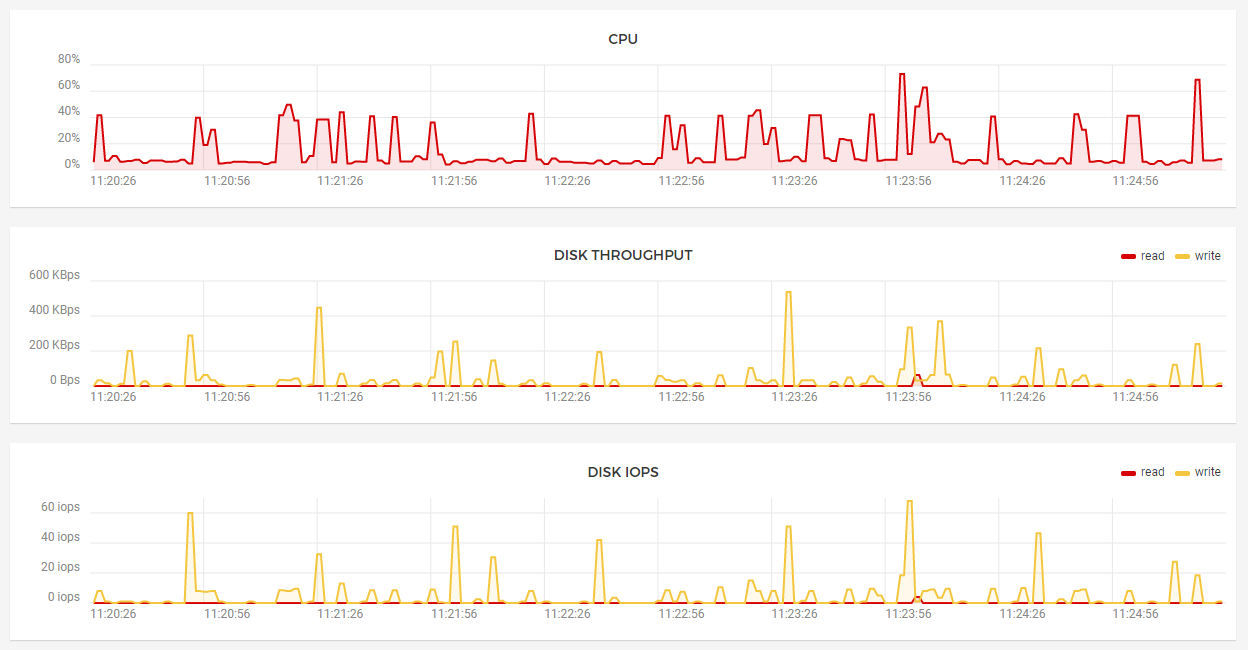 CPU
80%
60%
40%
20%
0%
11:20:26 11:20:56 11:21:26 11:21:56 11:22:26 11:22:56 11:23:26 11:23:56 11:24:26 11:24:56
DISK THROUGHPUT
read write
600 KBps
400 KBps
200 KBps
0 Bps
11:20:26 11:20:56 11:21:26 11:21:56 11:22:26 11:22:56 11:23:26 11:23:56 11:24:26 11:24:56
DISK IOPS
read write
60 iops
40 iops
20 iops
0 iops
11:20:26 11:20:56 11:21:26 11:21:56 11:22:26 11:22:56 11:23:26 11:23:56 11:24:26 11:24:56